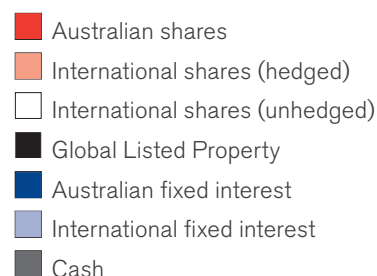 Australian shares
International shares (hedged)
International shares (unhedged)
Global Listed Property
Australian fixed interest
International fixed interest
Cash